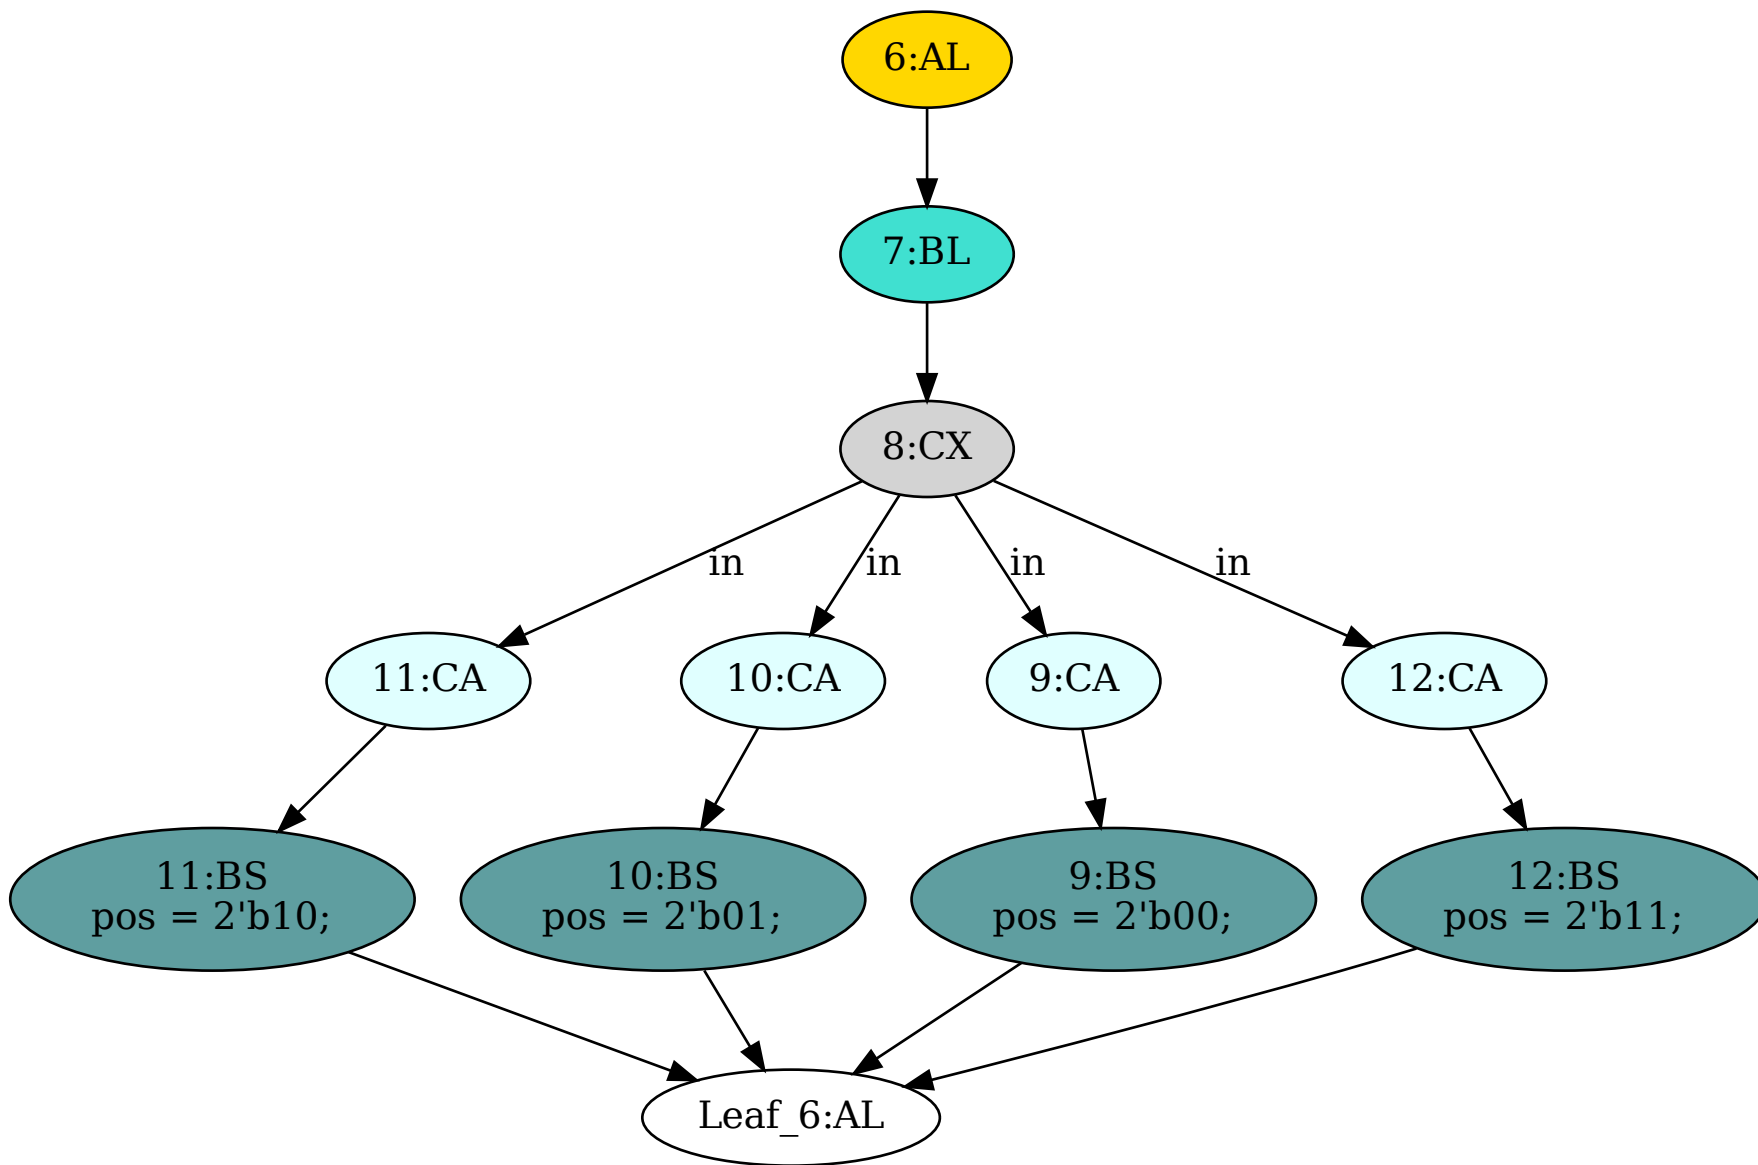 6:AL
7:BL
8:CX
in
in
in
in
11:CA
10:CA
9:CA
12:CA
11:BS
pos = 2'b10;
10:BS
pos = 2'b01;
9:BS
pos = 2'b00;
12:BS
pos = 2'b11;
Leaf_6:AL